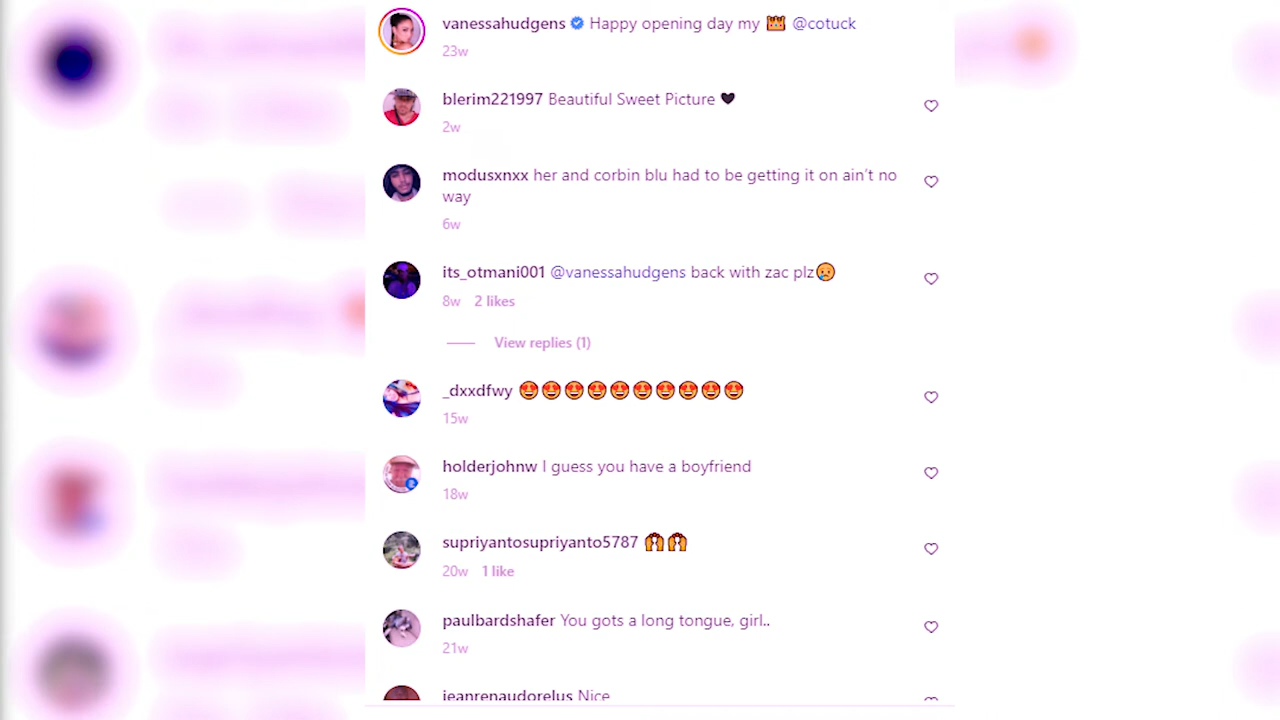 vanessahudgens Happy opening day my 👑 @cotuck
23w
blerim221997 Beautiful Sweet Picture 🖤
2w
modusxnxx her and corbin blu had to be getting it on ain't no
way
6w
its_otmani001 @vanessahudgens back with zac plz😢
8w 2 likes
View replies (1)
_dxxdfwy 🤩🤩🤩🤩🤩🤩🤩🤩🤩🤩
15w
holderjohnw I guess you have a boyfriend
18w
supriyantosupriyanto5787 🙌🙌
20w 1 like
paulbardshafer You gots a long tongue, girl..
21w
jeanrenaudorelus Nice